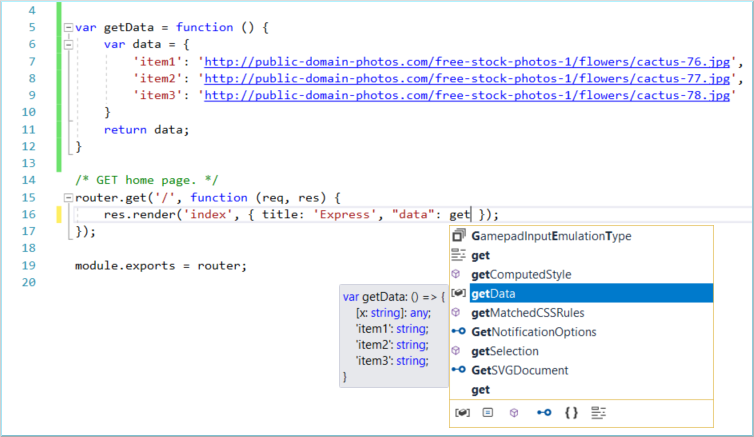 4
5 var getData = function () {
6 var data = {
7 'item1': 'http://public-domain-photos.com/free-stock-photos-1/flowers/cactus-76.jpg',
8 'item2': 'http://public-domain-photos.com/free-stock-photos-1/flowers/cactus-77.jpg',
9 'item3': 'http://public-domain-photos.com/free-stock-photos-1/flowers/cactus-78.jpg'
10 }
11 return data;
12 }
13
14 /* GET home page. */
15 router.get('/', function (req, res) {
16 res.render('index', { title: 'Express', "data": get });
17 });
18
19 module.exports = router;
20
GamepadInputEmulationType
get
getComputedStyle
getData
getMatchedCSSRules
GetNotificationOptions
getSelection
GetSVGDocument
get
var getData: () => {
[x: string]: any;
'item1': string;
'item2': string;
'item3': string;
}